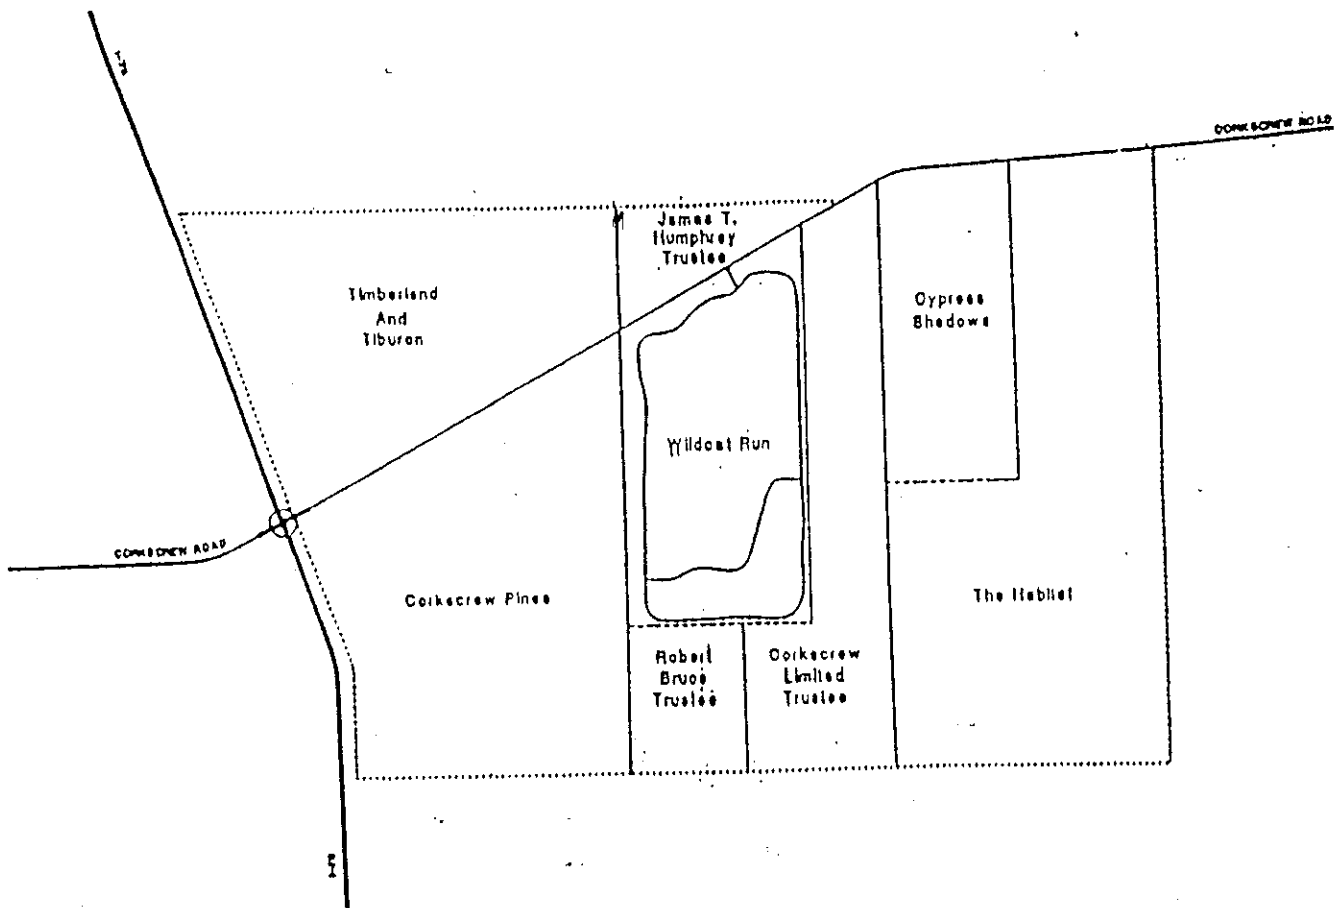 I-75
CORKSCREW ROAD
James T.
Humphrey
Trustee
Timberland
And
Tiburon
Cypress
Shadows
Wildcat Run
CORKSCREW ROAD
Corkscrew Pines
The Habitat
Robert
Bruce
Trustee
Corkscrew
Limited
Trustee